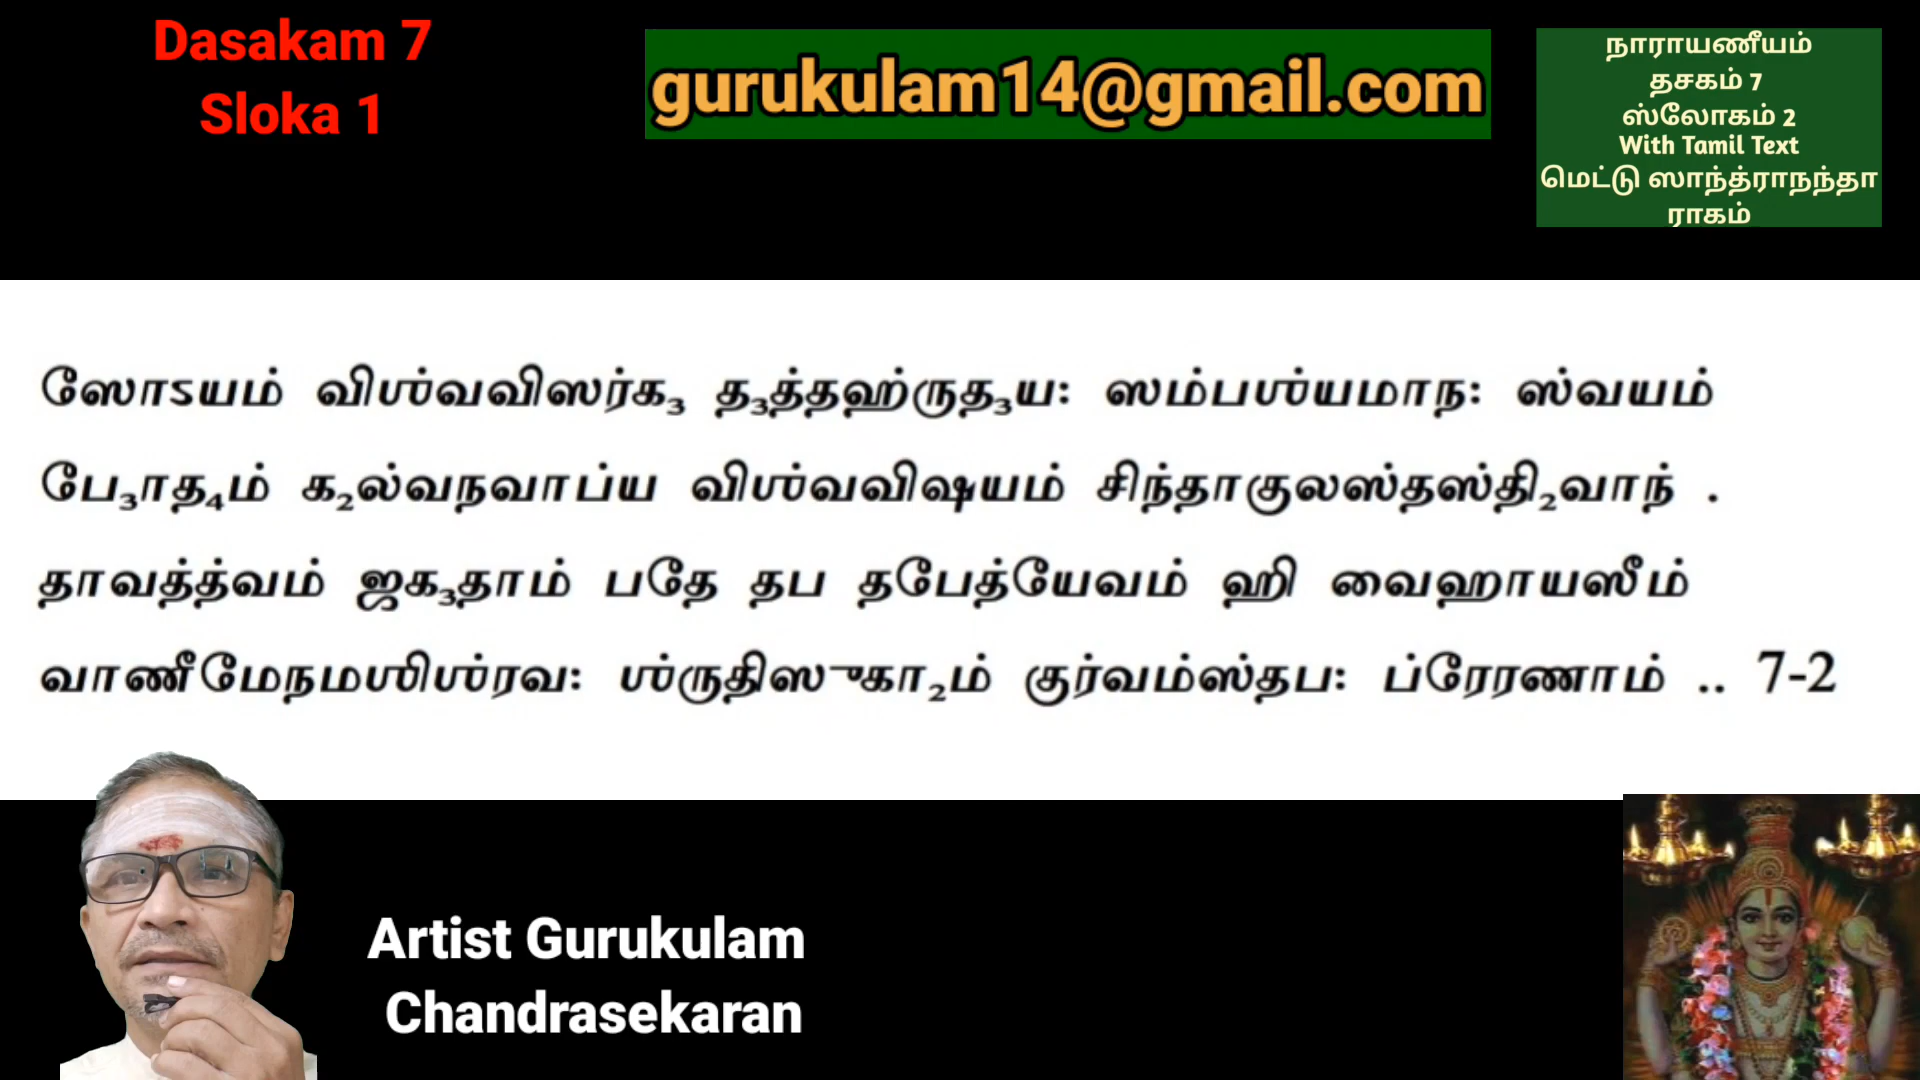 Dasakam 7
Sloka 1
gurukulam14@gmail.com
நாராயணீயம்
தசகம் 7
ஸ்லோகம் 2
With Tamil Text
மெட்டு ஸாந்த்ராநந்தா
ராகம்
ஸோऽயம் விஶ்வவிஸர்க₃ த₃த்தஹ்ருத₃ய: ஸம்பஶ்யமாந: ஸ்வயம்
பே₃ாத₄ம் க₂ல்வநவாப்ய விஶ்வவிஷயம் சிந்தாகுலஸ்தஸ்தி₂வாந் .
தாவத்த்வம் ஜக₃தாம் பதே தப தபேத்யேவம் ஹி வைஹாயஸீம்
வாணீமேநமஶிஶ்ரவ: ஶ்ருதிஸுகா₂ம் குர்வம்ஸ்தப: ப்ரேரணாம் .. 7-2
Artist Gurukulam
Chandrasekaran